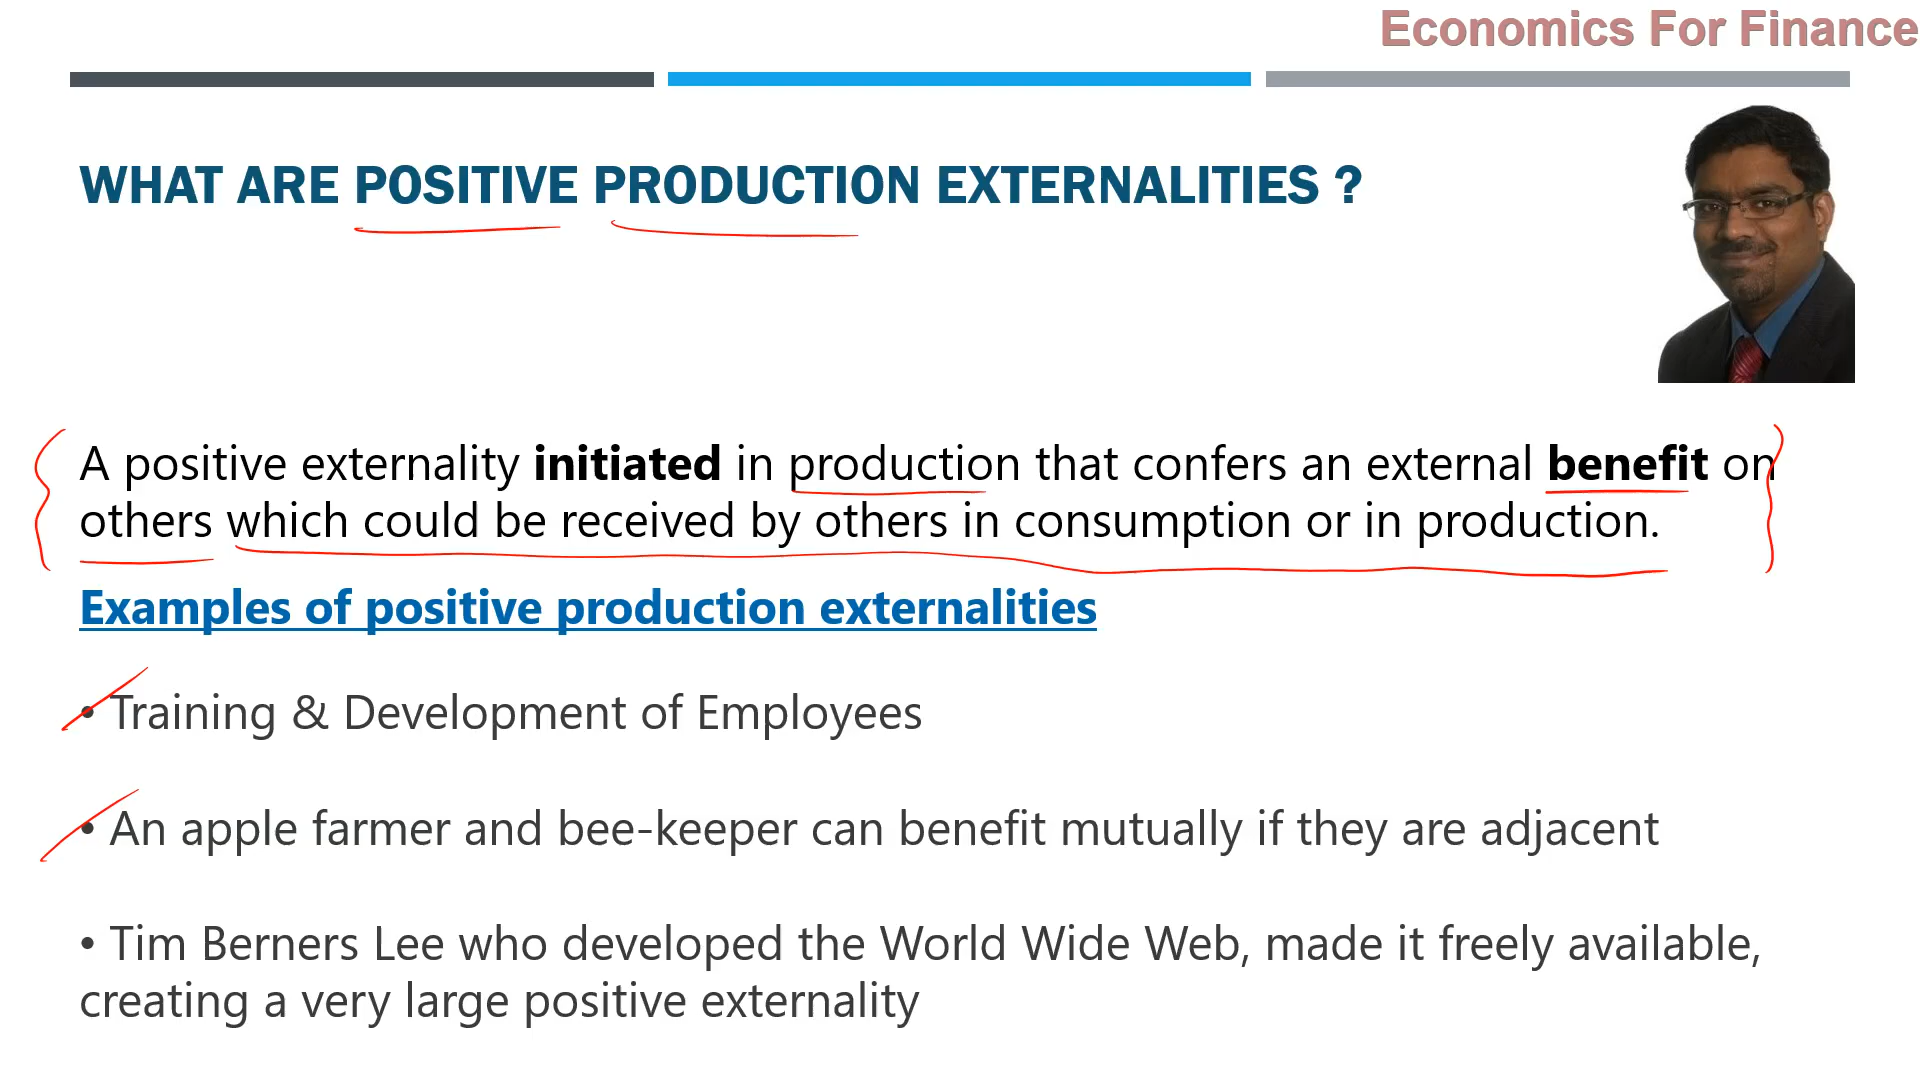 Economics For Finance
WHAT ARE POSITIVE PRODUCTION EXTERNALITIES ?
A positive externality initiated in production that confers an external benefit on
others which could be received by others in consumption or in production.
Examples of positive production externalities
• Training & Development of Employees
• An apple farmer and bee-keeper can benefit mutually if they are adjacent
• Tim Berners Lee who developed the World Wide Web, made it freely available,
creating a very large positive externality